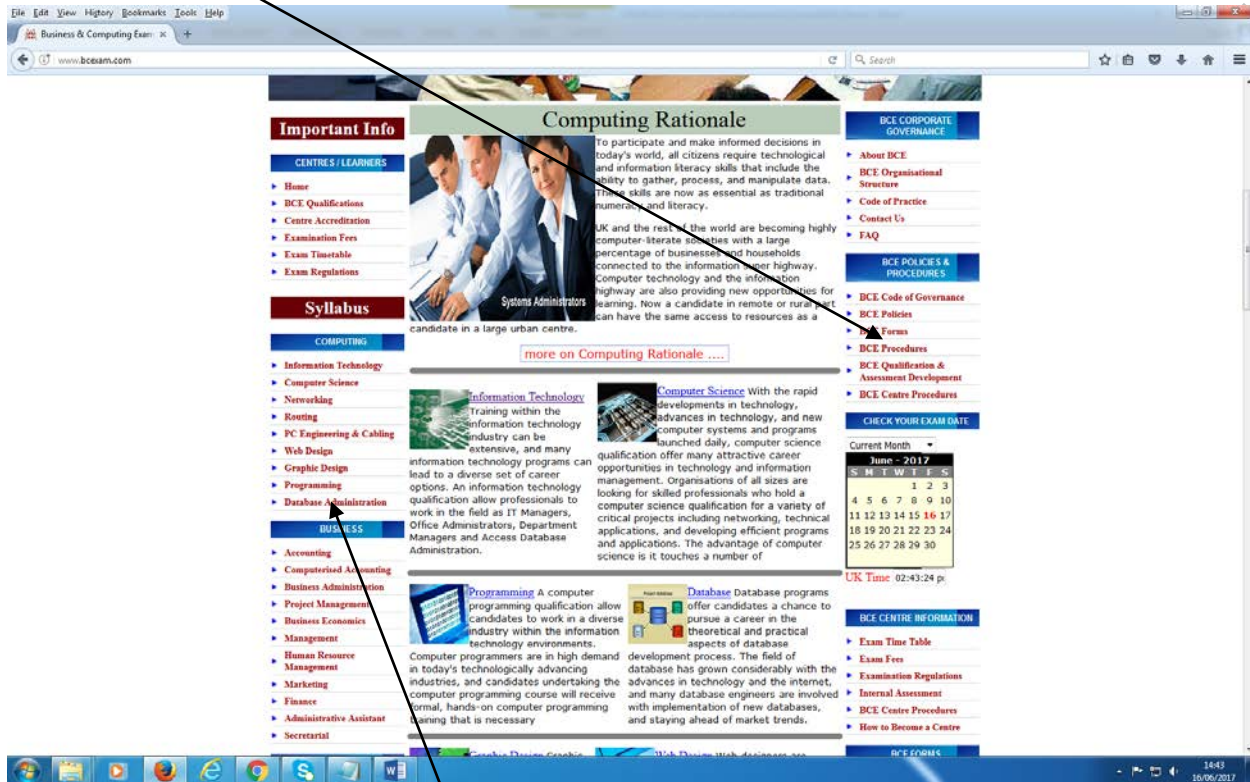 File Edit View History Bookmarks Tools Help
Business & Computing Exam
www.bcexam.com
Search
Important Info
CENTRES / LEARNERS
Home
BCE Qualifications
Centre Accreditation
Examination Fees
Exam Timetable
Exam Regulations
Syllabus
COMPUTING
Information Technology
Computer Science
Networking
Routing
PC Engineering & Cabling
Web Design
Graphic Design
Programming
Database Administration
BUSINESS
Accounting
Computerised Accounting
Business Administration
Project Management
Business Economics
Management
Human Resource
Management
Marketing
Finance
Administrative Assistant
Secretarial
Computing Rationale
To participate and make informed decisions in
today's world, all citizens require technological
and information literacy skills that include the
ability to gather, process, and manipulate data.
These skills are now as essential as traditional
numeracy and literacy.
UK and the rest of the world are becoming highly
computer-literate societies with a large
percentage of businesses and households
connected to the information super highway.
Computer technology and the information
highway are also providing new opportunities for
learning. Now a candidate in remote or rural part
can have the same access to resources as a
candidate in a large urban centre.
Systems Administrators
more on Computing Rationale ....
Information Technology
Training within the
information technology
industry can be
extensive, and many
information technology programs can
lead to a diverse set of career
options. An information technology
qualification allow professionals to
work in the field as IT Managers,
Office Administrators, Department
Managers and Access Database
Administration.
Computer Science With the rapid
developments in technology,
advances in technology, and new
computer systems and programs
launched daily, computer science
qualification offer many attractive career
opportunities in technology and information
management. Organisations of all sizes are
looking for skilled professionals who hold a
computer science qualification for a variety of
critical projects including networking, technical
applications, and developing efficient programs
and applications. The advantage of computer
science is it touches a number of
Programming A computer
programming qualification allow
candidates to work in a diverse
industry within the information
technology environments.
Computer programmers are in high demand
in today's technologically advancing
industries, and candidates undertaking the
computer programming course will receive
formal, hands-on computer programming
training that is necessary
Database Database programs
offer candidates a chance to
pursue a career in the
theoretical and practical
aspects of database
development process. The field of
database has grown considerably with the
advances in technology and the internet,
and many database engineers are involved
with implementation of new databases,
and staying ahead of market trends.
Graphic Design Graphic
Web Design Web designers are
BCE CORPORATE
GOVERNANCE
About BCE
BCE Organisational
Structure
Code of Practice
Contact Us
FAQ
BCE POLICIES &
PROCEDURES
BCE Code of Governance
BCE Policies
BCE Forms
BCE Procedures
BCE Qualification &
Assessment Development
BCE Centre Procedures
CHECK YOUR EXAM DATE
Current Month
June - 2017
S M T W T F S
1 2 3
4 5 6 7 8 9 10
11 12 13 14 15 16 17
18 19 20 21 22 23 24
25 26 27 28 29 30
UK Time 02:43:24
BCE CENTRE INFORMATION
Exam Time Table
Exam Fees
Examination Regulations
Internal Assessment
BCE Centre Procedures
How to Become a Centre
BCE FORMS
14:43
16/06/2017